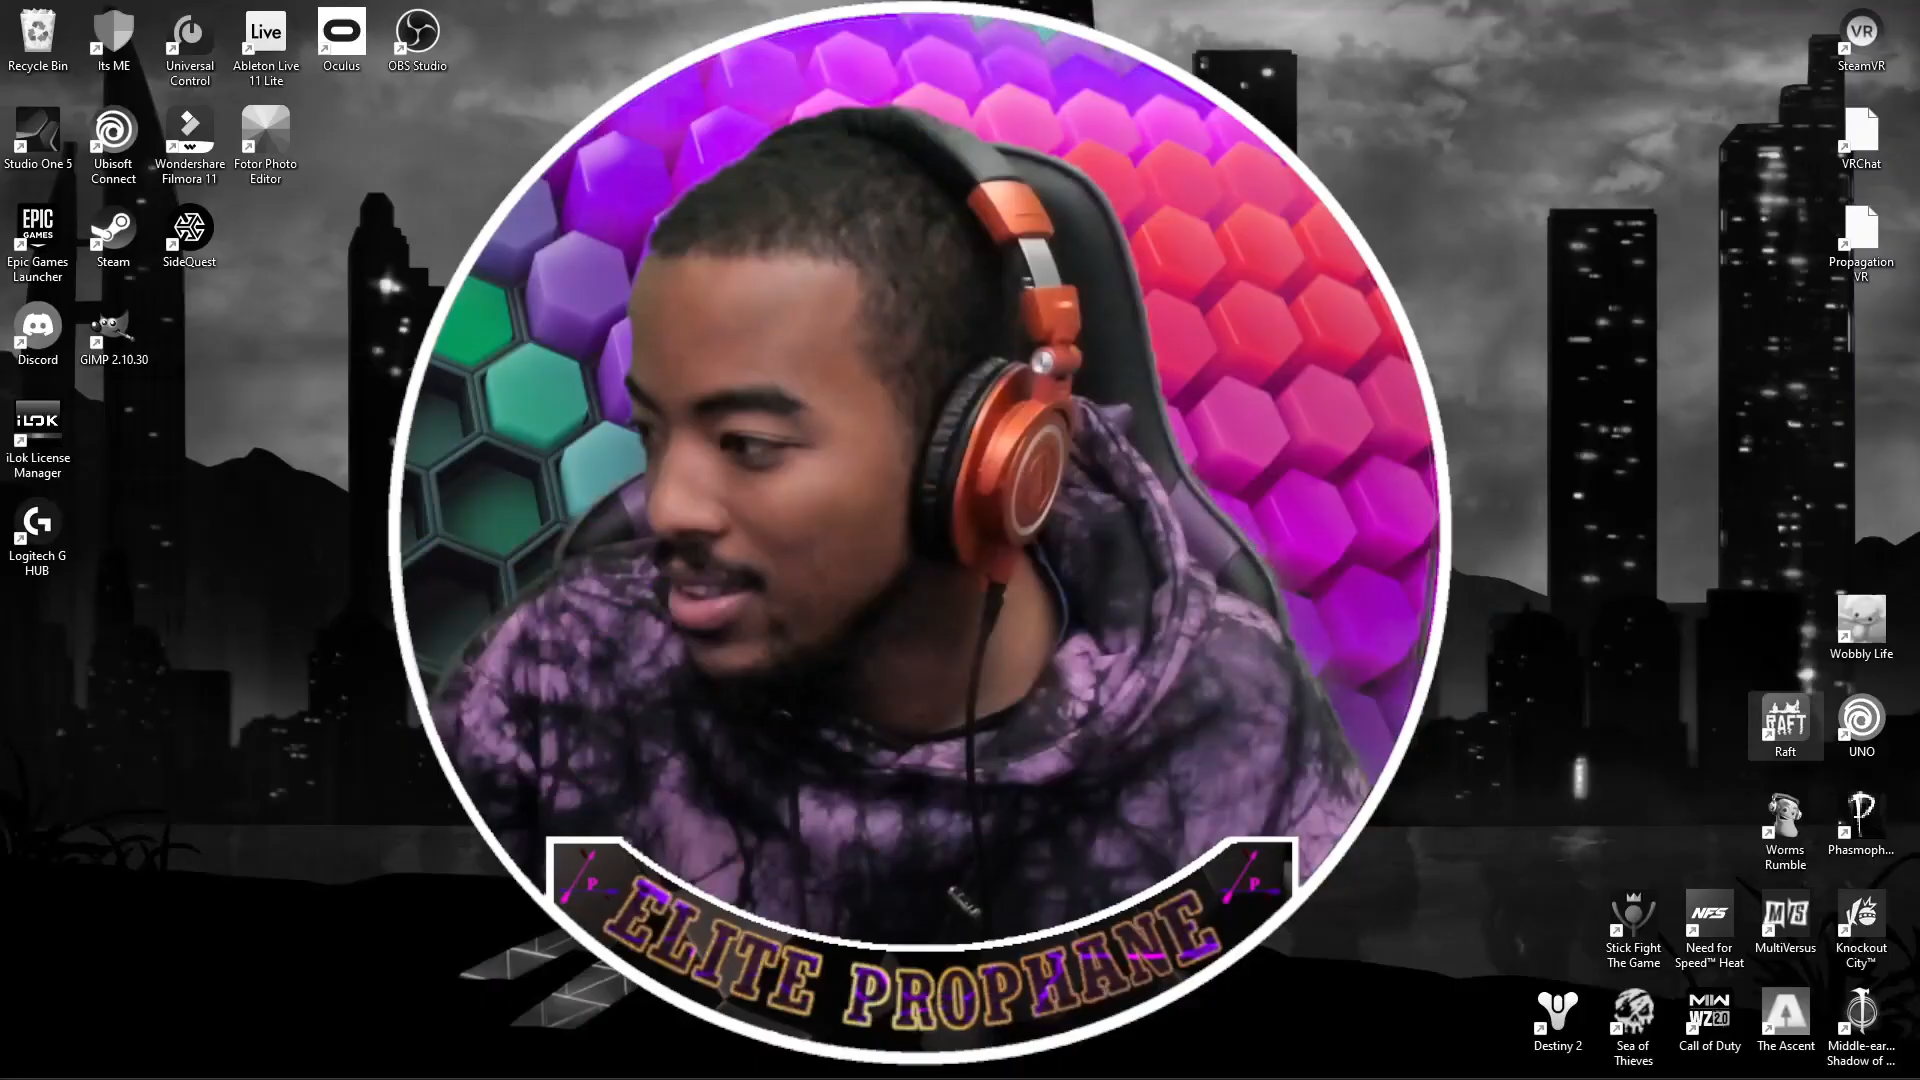 Live
VR
Recycle Bin
Its ME
Universal
Control
Ableton Live
11 Lite
Oculus
OBS Studio
SteamVR
Studio One 5
Ubisoft
Connect
Wondershare
Filmora 11
Fotor Photo
Editor
VRChat
EPIC
GAMES
Epic Games
Launcher
Steam
SideQuest
Propagation
VR
Discord
GIMP 2.10.30
iLOK
iLok License
Manager
Logitech G
HUB
Wobbly Life
RAFT
Raft
UNO
Worms
Rumble
Phasmoph...
P
P
ELITE PROPHANE
NFS
MVS
Stick Fight
The Game
Need for
Speed™ Heat
MultiVersus
Knockout
City™
MW
WZ 2.0
Destiny 2
Sea of
Thieves
Call of Duty
The Ascent
Middle-ear...
Shadow of ...